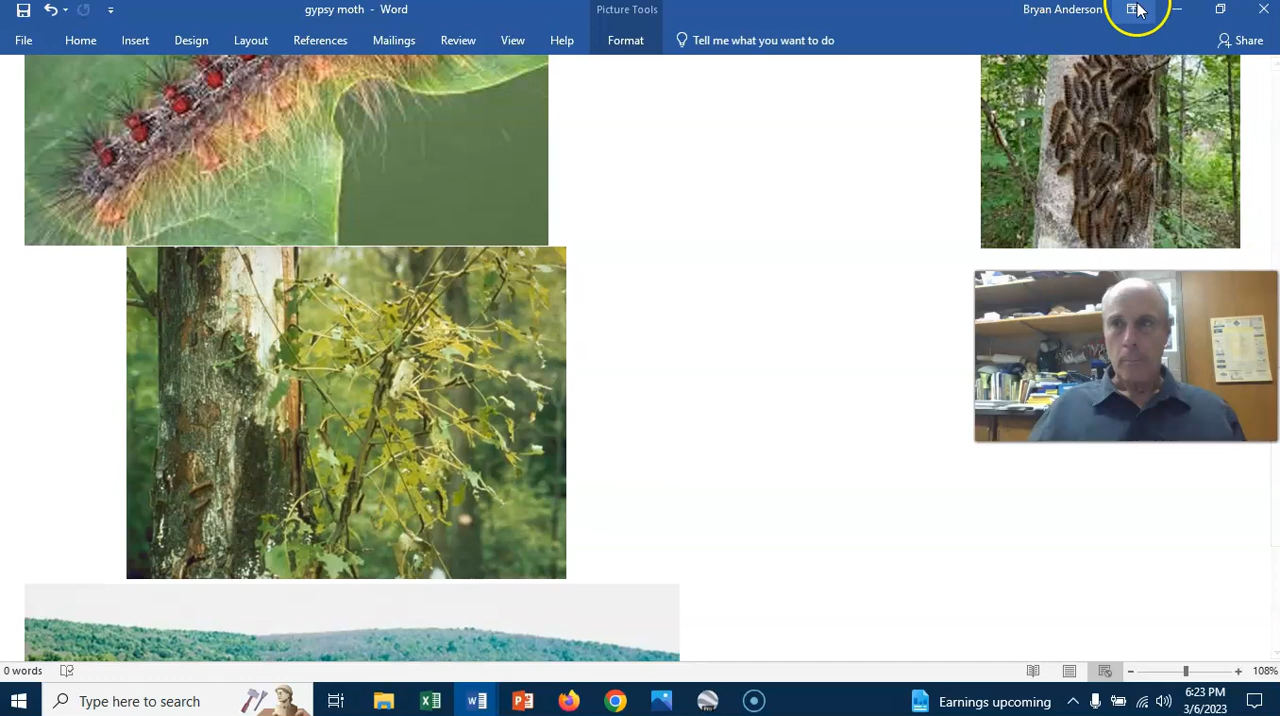 gypsy moth - Word
Picture Tools
Bryan Anderson
File Home Insert Design Layout References Mailings Review View Help Format Tell me what you want to do Share
0 words 108%
Type here to search
Earnings upcoming
6:23 PM
3/6/2023